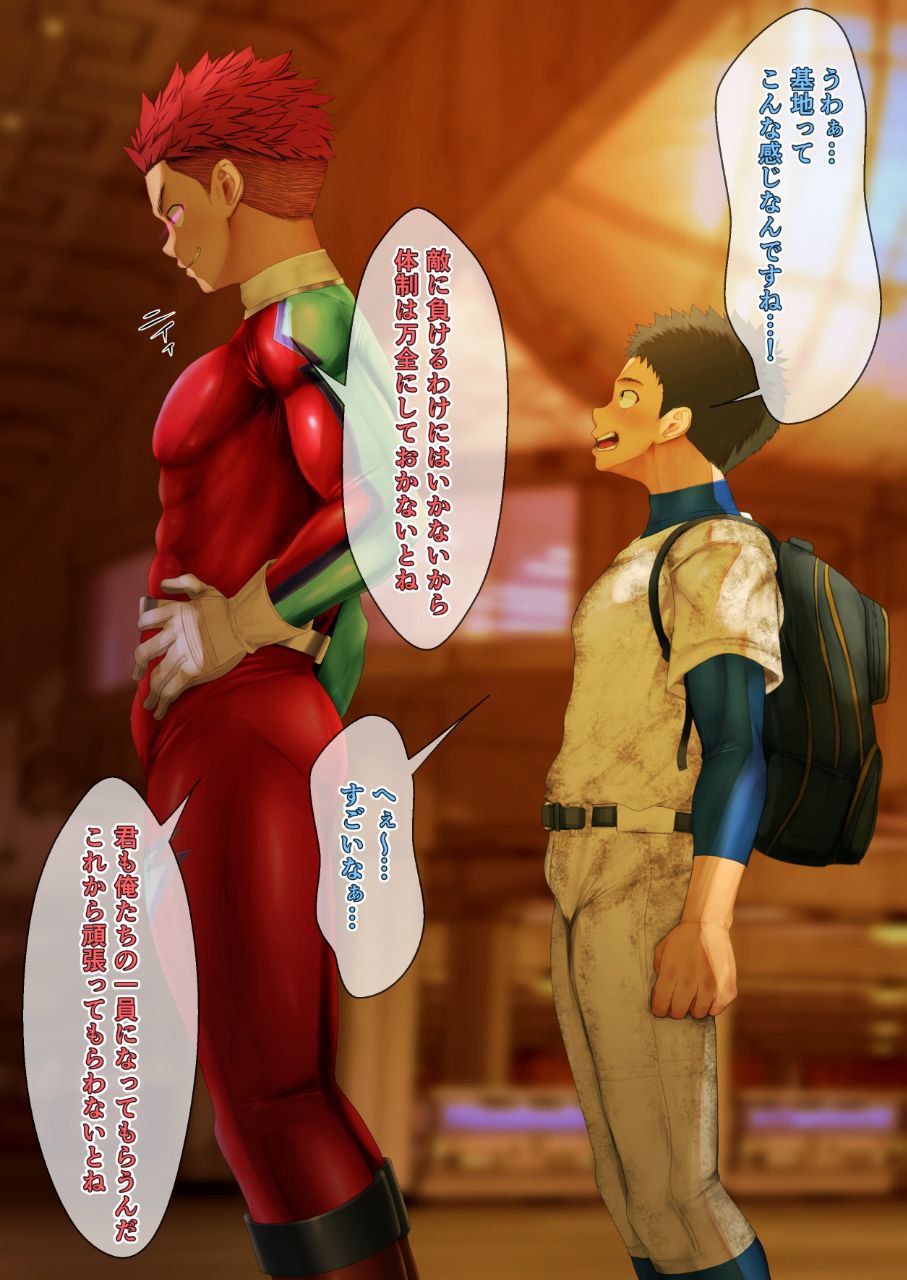 うわぁ…
基地って
こんな感じなんですね…!
敵に負けるわけにはいかないから
体制は万全にしておかないとね
ニイィ
へぇ～…
すごいなぁ…
君も俺たちの一員になってもらうんだ
これから頑張ってもらわないとね